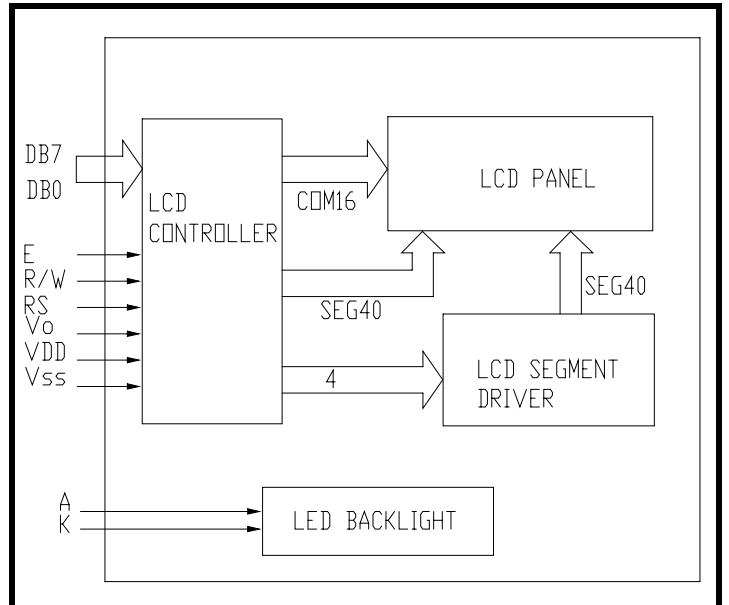 DB7
DB0
LCD
CONTROLLER
COM16
LCD PANEL
E
R/W
RS
Vo
VDD
Vss
SEG40
SEG40
4
LCD SEGMENT
DRIVER
A
K
LED BACKLIGHT